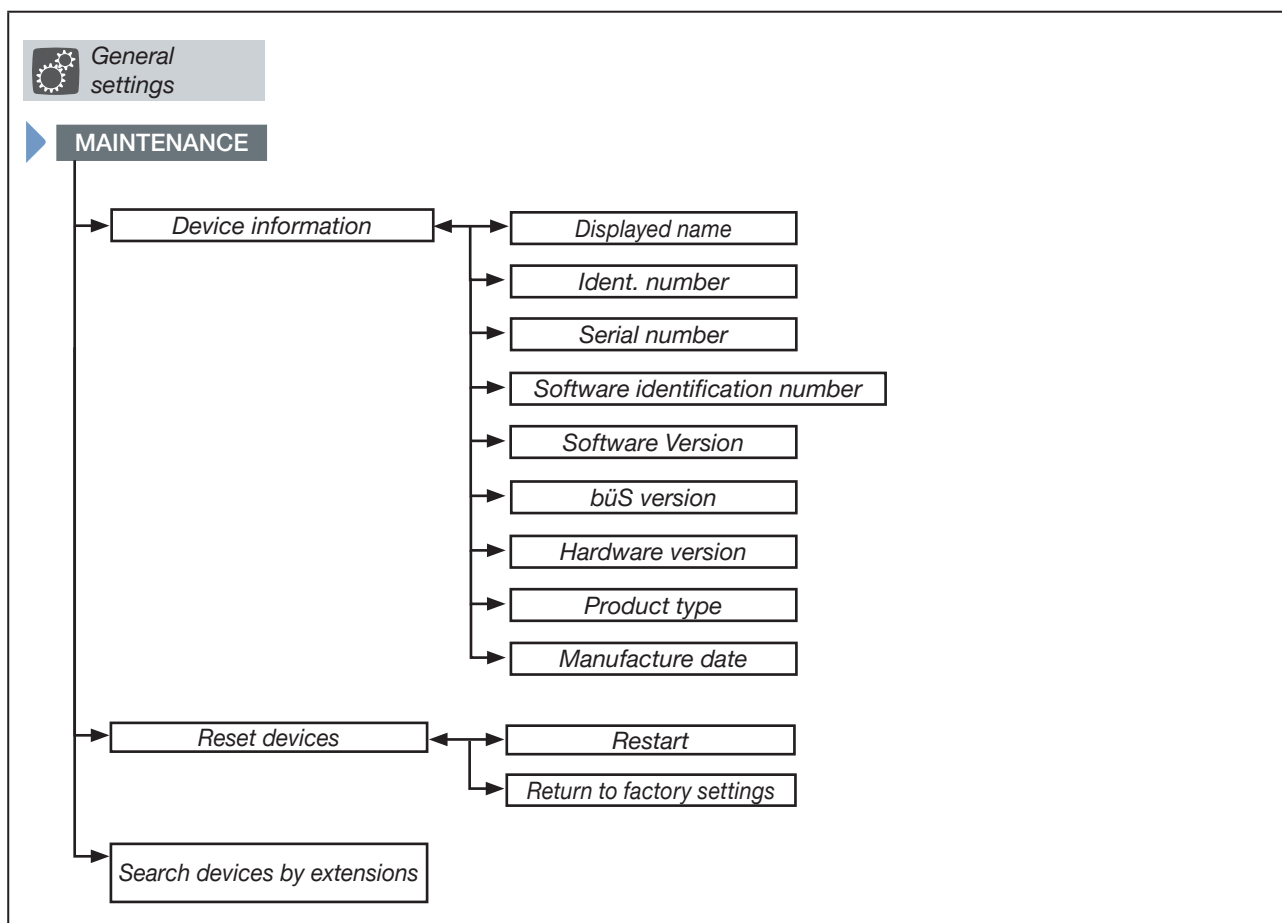 General
settings
MAINTENANCE
Device information
Displayed name
Ident. number
Serial number
Software identification number
Software Version
büS version
Hardware version
Product type
Manufacture date
Reset devices
Restart
Return to factory settings
Search devices by extensions